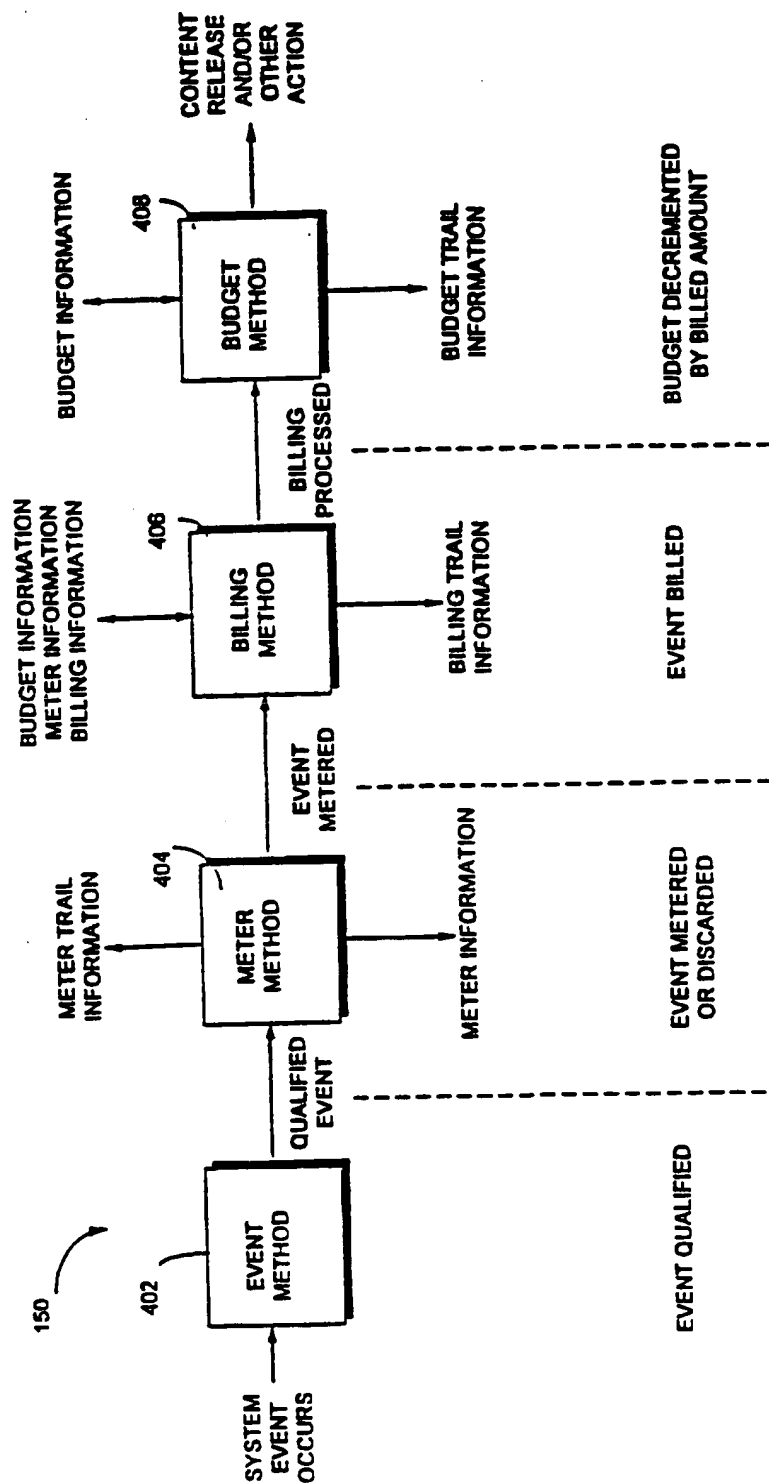 150
SYSTEM
EVENT
OCCURS
402
EVENT
METHOD
QUALIFIED
EVENT
METER TRAIL
INFORMATION
404
METER
METHOD
METER INFORMATION
EVENT
METERED
BUDGET INFORMATION
METER INFORMATION
BILLING INFORMATION
406
BILLING
METHOD
BILLING TRAIL
INFORMATION
BILLING
PROCESSED
BUDGET INFORMATION
408
BUDGET
METHOD
BUDGET TRAIL
INFORMATION
CONTENT
RELEASE
AND/OR
OTHER
ACTION
EVENT QUALIFIED
EVENT METERED
OR DISCARDED
EVENT BILLED
BUDGET DECREMENTED
BY BILLED AMOUNT